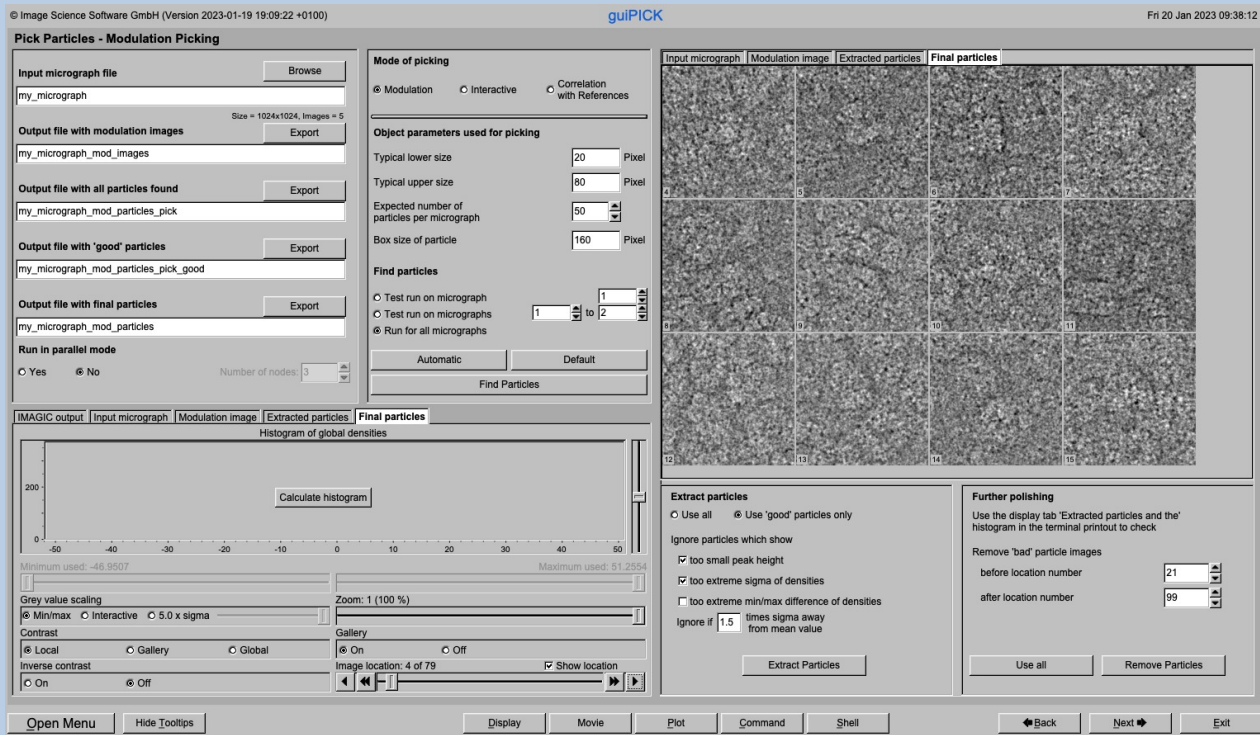 © Image Science Software GmbH (Version 2023-01-19 19:09:22 +0100)
guiPICK
Fri 20 Jan 2023 09:38:12
Pick Particles - Modulation Picking
Input micrograph file
Browse
my_micrograph
Size = 1024x1024, Images = 5
Output file with modulation images
Export
my_micrograph_mod_images
Output file with all particles found
Export
my_micrograph_mod_particles_pick
Output file with 'good' particles
Export
my_micrograph_mod_particles_pick_good
Output file with final particles
Export
my_micrograph_mod_particles
Run in parallel mode
Yes
No
Number of nodes: 3
Mode of picking
Modulation
Interactive
Correlation
with References
Object parameters used for picking
Typical lower size
20
Pixel
Typical upper size
80
Pixel
Expected number of
particles per micrograph
50
Box size of particle
160
Pixel
Find particles
Test run on micrograph
1
Test run on micrographs
1
to
2
Run for all micrographs
Automatic
Default
Find Particles
Input micrograph
Modulation image
Extracted particles
Final particles
4
5
6
7
8
9
10
11
12
13
14
15
IMAGIC output
Input micrograph
Modulation image
Extracted particles
Final particles
Histogram of global densities
200
0
Calculate histogram
-50
-40
-30
-20
-10
0
10
20
30
40
50
Minimum used: -46.9507
Maximum used: 51.2554
Grey value scaling
Min/max
Interactive
5.0 x sigma
Zoom: 1 (100 %)
Contrast
Local
Gallery
Global
Gallery
On
Off
Inverse contrast
On
Off
Image location: 4 of 79
Show location
Extract particles
Use all
Use 'good' particles only
Ignore particles which show
too small peak height
too extreme sigma of densities
too extreme min/max difference of densities
Ignore if
1.5
times sigma away
from mean value
Extract Particles
Further polishing
Use the display tab 'Extracted particles and the'
histogram in the terminal printout to check
Remove 'bad' particle images
before location number
21
after location number
99
Use all
Remove Particles
Open Menu
Hide Tooltips
Display
Movie
Plot
Command
Shell
Back
Next
Exit